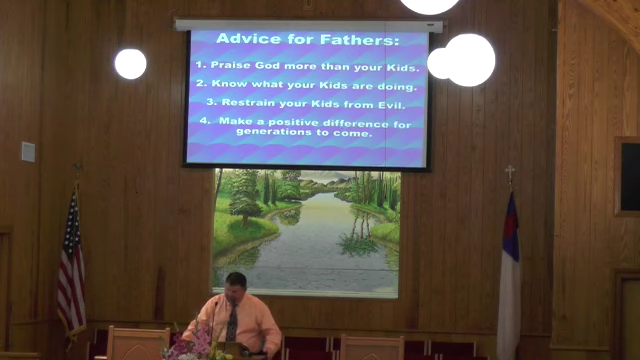 Advice for Fathers:
1. Praise God more than your Kids.
2. Know what your Kids are doing.
3. Restrain your Kids from Evil.
4. Make a positive difference for
generations to come.